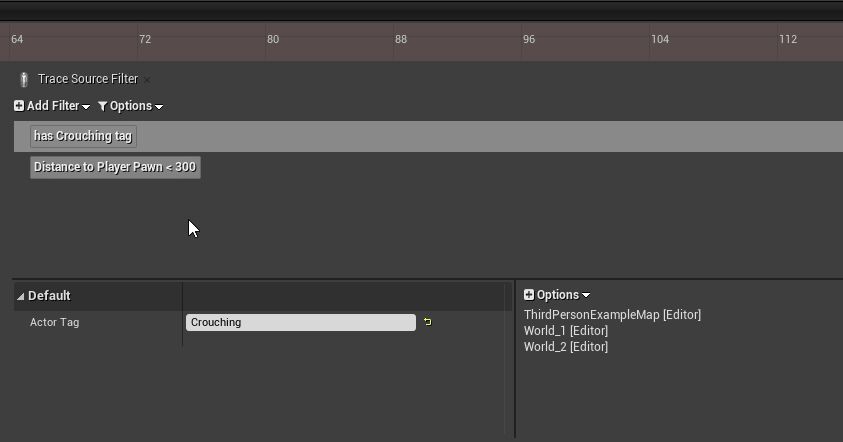 64 72 80 88 96 104 112
Trace Source Filter
Add Filter Options
has Crouching tag
Distance to Player Pawn < 300
Default
Actor Tag Crouching
Options
ThirdPersonExampleMap [Editor]
World_1 [Editor]
World_2 [Editor]